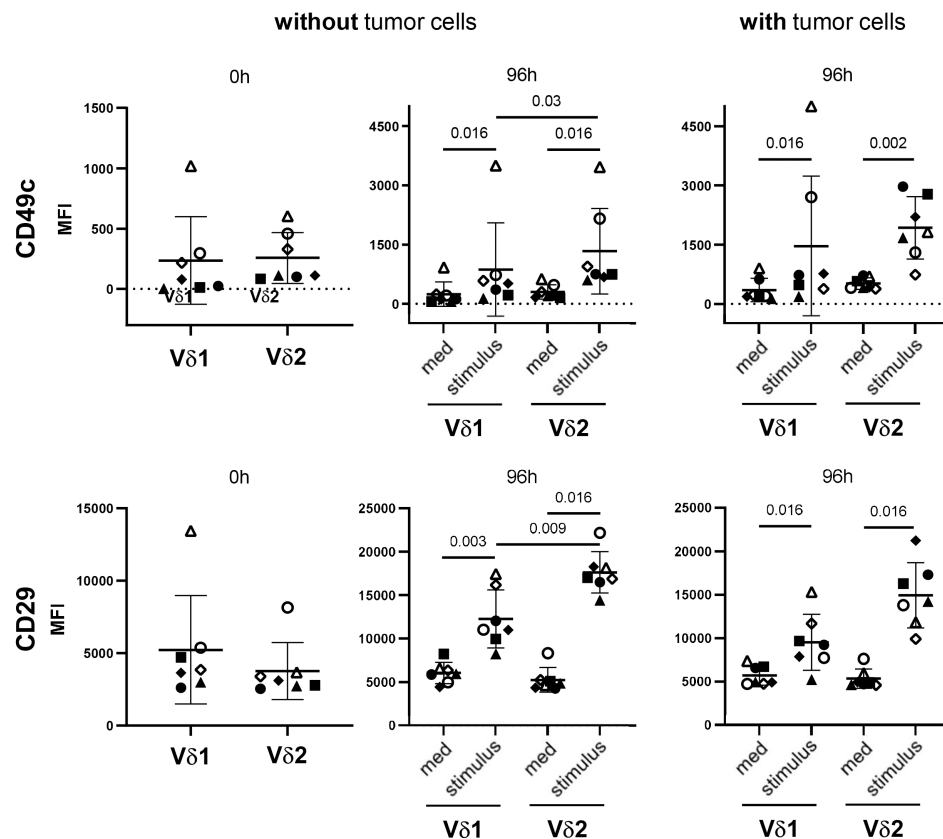 without tumor cells
with tumor cells
0h
96h
96h
CD49c
MFI
1500
1000
500
0
Vδ1
Vδ2
Vδ1
Vδ2
4500
3000
1500
0
0.016
0.03
0.016
med
stimulus
med
stimulus
Vδ1
Vδ2
4500
3000
1500
0
0.016
0.002
med
stimulus
med
stimulus
Vδ1
Vδ2
0h
96h
96h
CD29
MFI
15000
10000
5000
0
Vδ1
Vδ2
25000
20000
15000
10000
5000
0
0.003
0.016
0.009
med
stimulus
med
stimulus
Vδ1
Vδ2
25000
20000
15000
10000
5000
0
0.016
0.016
med
stimulus
med
stimulus
Vδ1
Vδ2